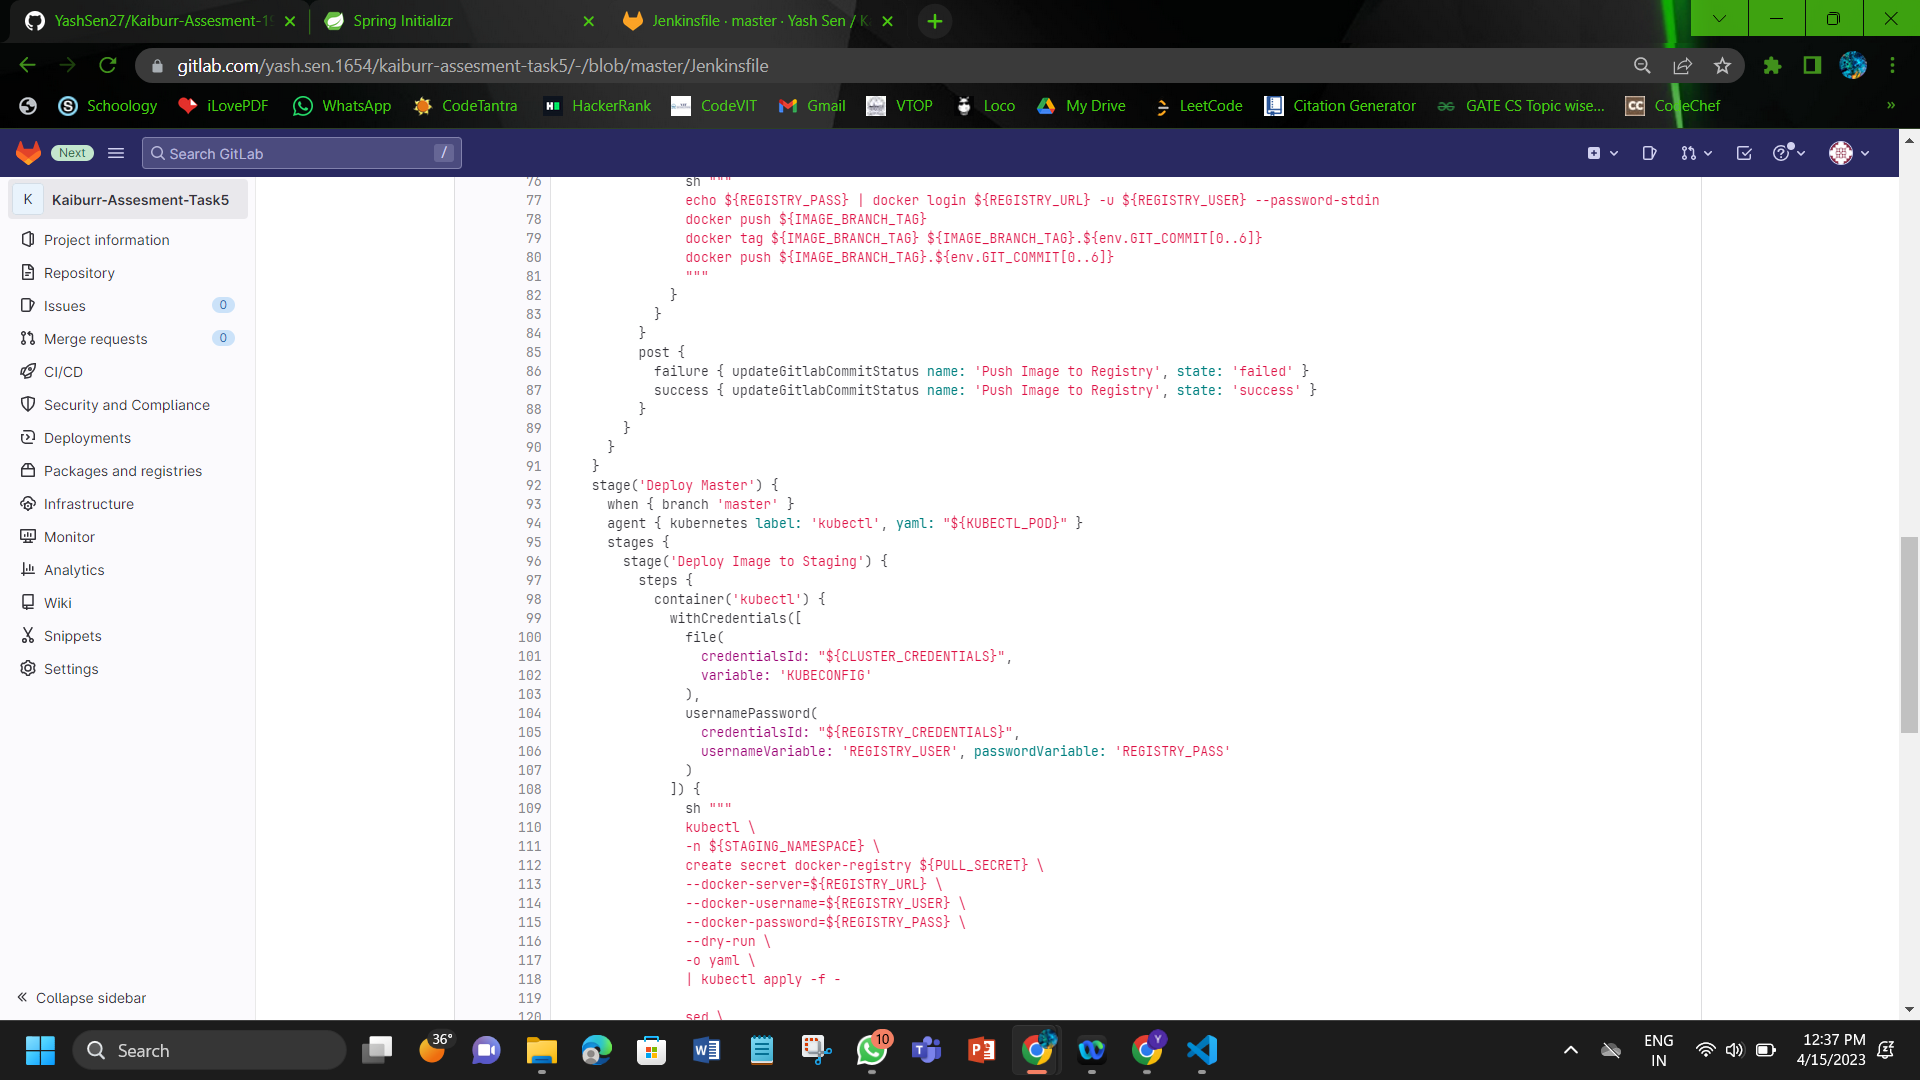 YashSen27/Kaiburr-Assesment-19
Spring Initializr
Jenkinsfile · master · Yash Sen / K
gitlab.com/yash.sen.1654/kaiburr-assesment-task5/-/blob/master/Jenkinsfile
Schoology iLovePDF WhatsApp CodeTantra HackerRank CodeVIT Gmail VTOP Loco My Drive LeetCode Citation Generator GATE CS Topic wise... CodeChef »
Next Search GitLab /
K Kaiburr-Assesment-Task5
Project information
Repository
Issues 0
Merge requests 0
CI/CD
Security and Compliance
Deployments
Packages and registries
Infrastructure
Monitor
Analytics
Wiki
Snippets
Settings
Collapse sidebar
76 sh """
77 echo ${REGISTRY_PASS} | docker login ${REGISTRY_URL} -u ${REGISTRY_USER} --password-stdin
78 docker push ${IMAGE_BRANCH_TAG}
79 docker tag ${IMAGE_BRANCH_TAG} ${IMAGE_BRANCH_TAG}.${env.GIT_COMMIT[0..6]}
80 docker push ${IMAGE_BRANCH_TAG}.${env.GIT_COMMIT[0..6]}
81 """
82 }
83 }
84 }
85 post {
86 failure { updateGitlabCommitStatus name: 'Push Image to Registry', state: 'failed' }
87 success { updateGitlabCommitStatus name: 'Push Image to Registry', state: 'success' }
88 }
89 }
90 }
91 }
92 stage('Deploy Master') {
93 when { branch 'master' }
94 agent { kubernetes label: 'kubectl', yaml: "${KUBECTL_POD}" }
95 stages {
96 stage('Deploy Image to Staging') {
97 steps {
98 container('kubectl') {
99 withCredentials([
100 file(
101 credentialsId: "${CLUSTER_CREDENTIALS}",
102 variable: 'KUBECONFIG'
103 ),
104 usernamePassword(
105 credentialsId: "${REGISTRY_CREDENTIALS}",
106 usernameVariable: 'REGISTRY_USER', passwordVariable: 'REGISTRY_PASS'
107 )
108 ]) {
109 sh """
110 kubectl \
111 -n ${STAGING_NAMESPACE} \
112 create secret docker-registry ${PULL_SECRET} \
113 --docker-server=${REGISTRY_URL} \
114 --docker-username=${REGISTRY_USER} \
115 --docker-password=${REGISTRY_PASS} \
116 --dry-run \
117 -o yaml \
118 | kubectl apply -f -
119
120 sed \
Search
36°
10
Y
ENG
IN
12:37 PM
4/15/2023